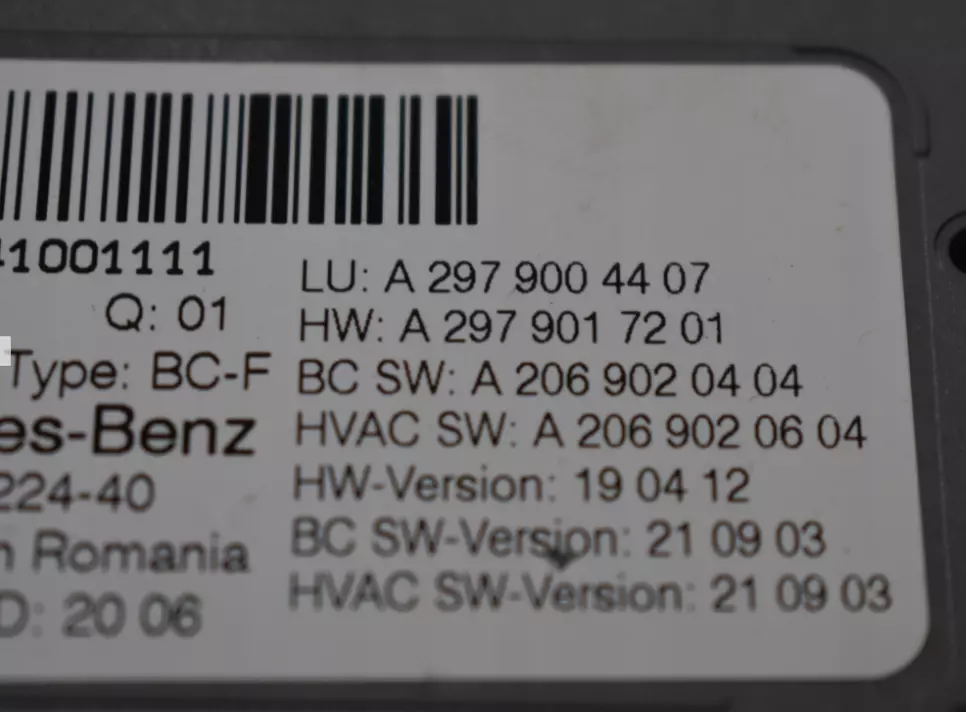 41001111
Q: 01
Type: BC-F
es-Benz
224-40
n Romania
D: 20 06
LU: A 297 900 44 07
HW: A 297 901 72 01
BC SW: A 206 902 04 04
HVAC SW: A 206 902 06 04
HW-Version: 19 04 12
BC SW-Version: 21 09 03
HVAC SW-Version: 21 09 03